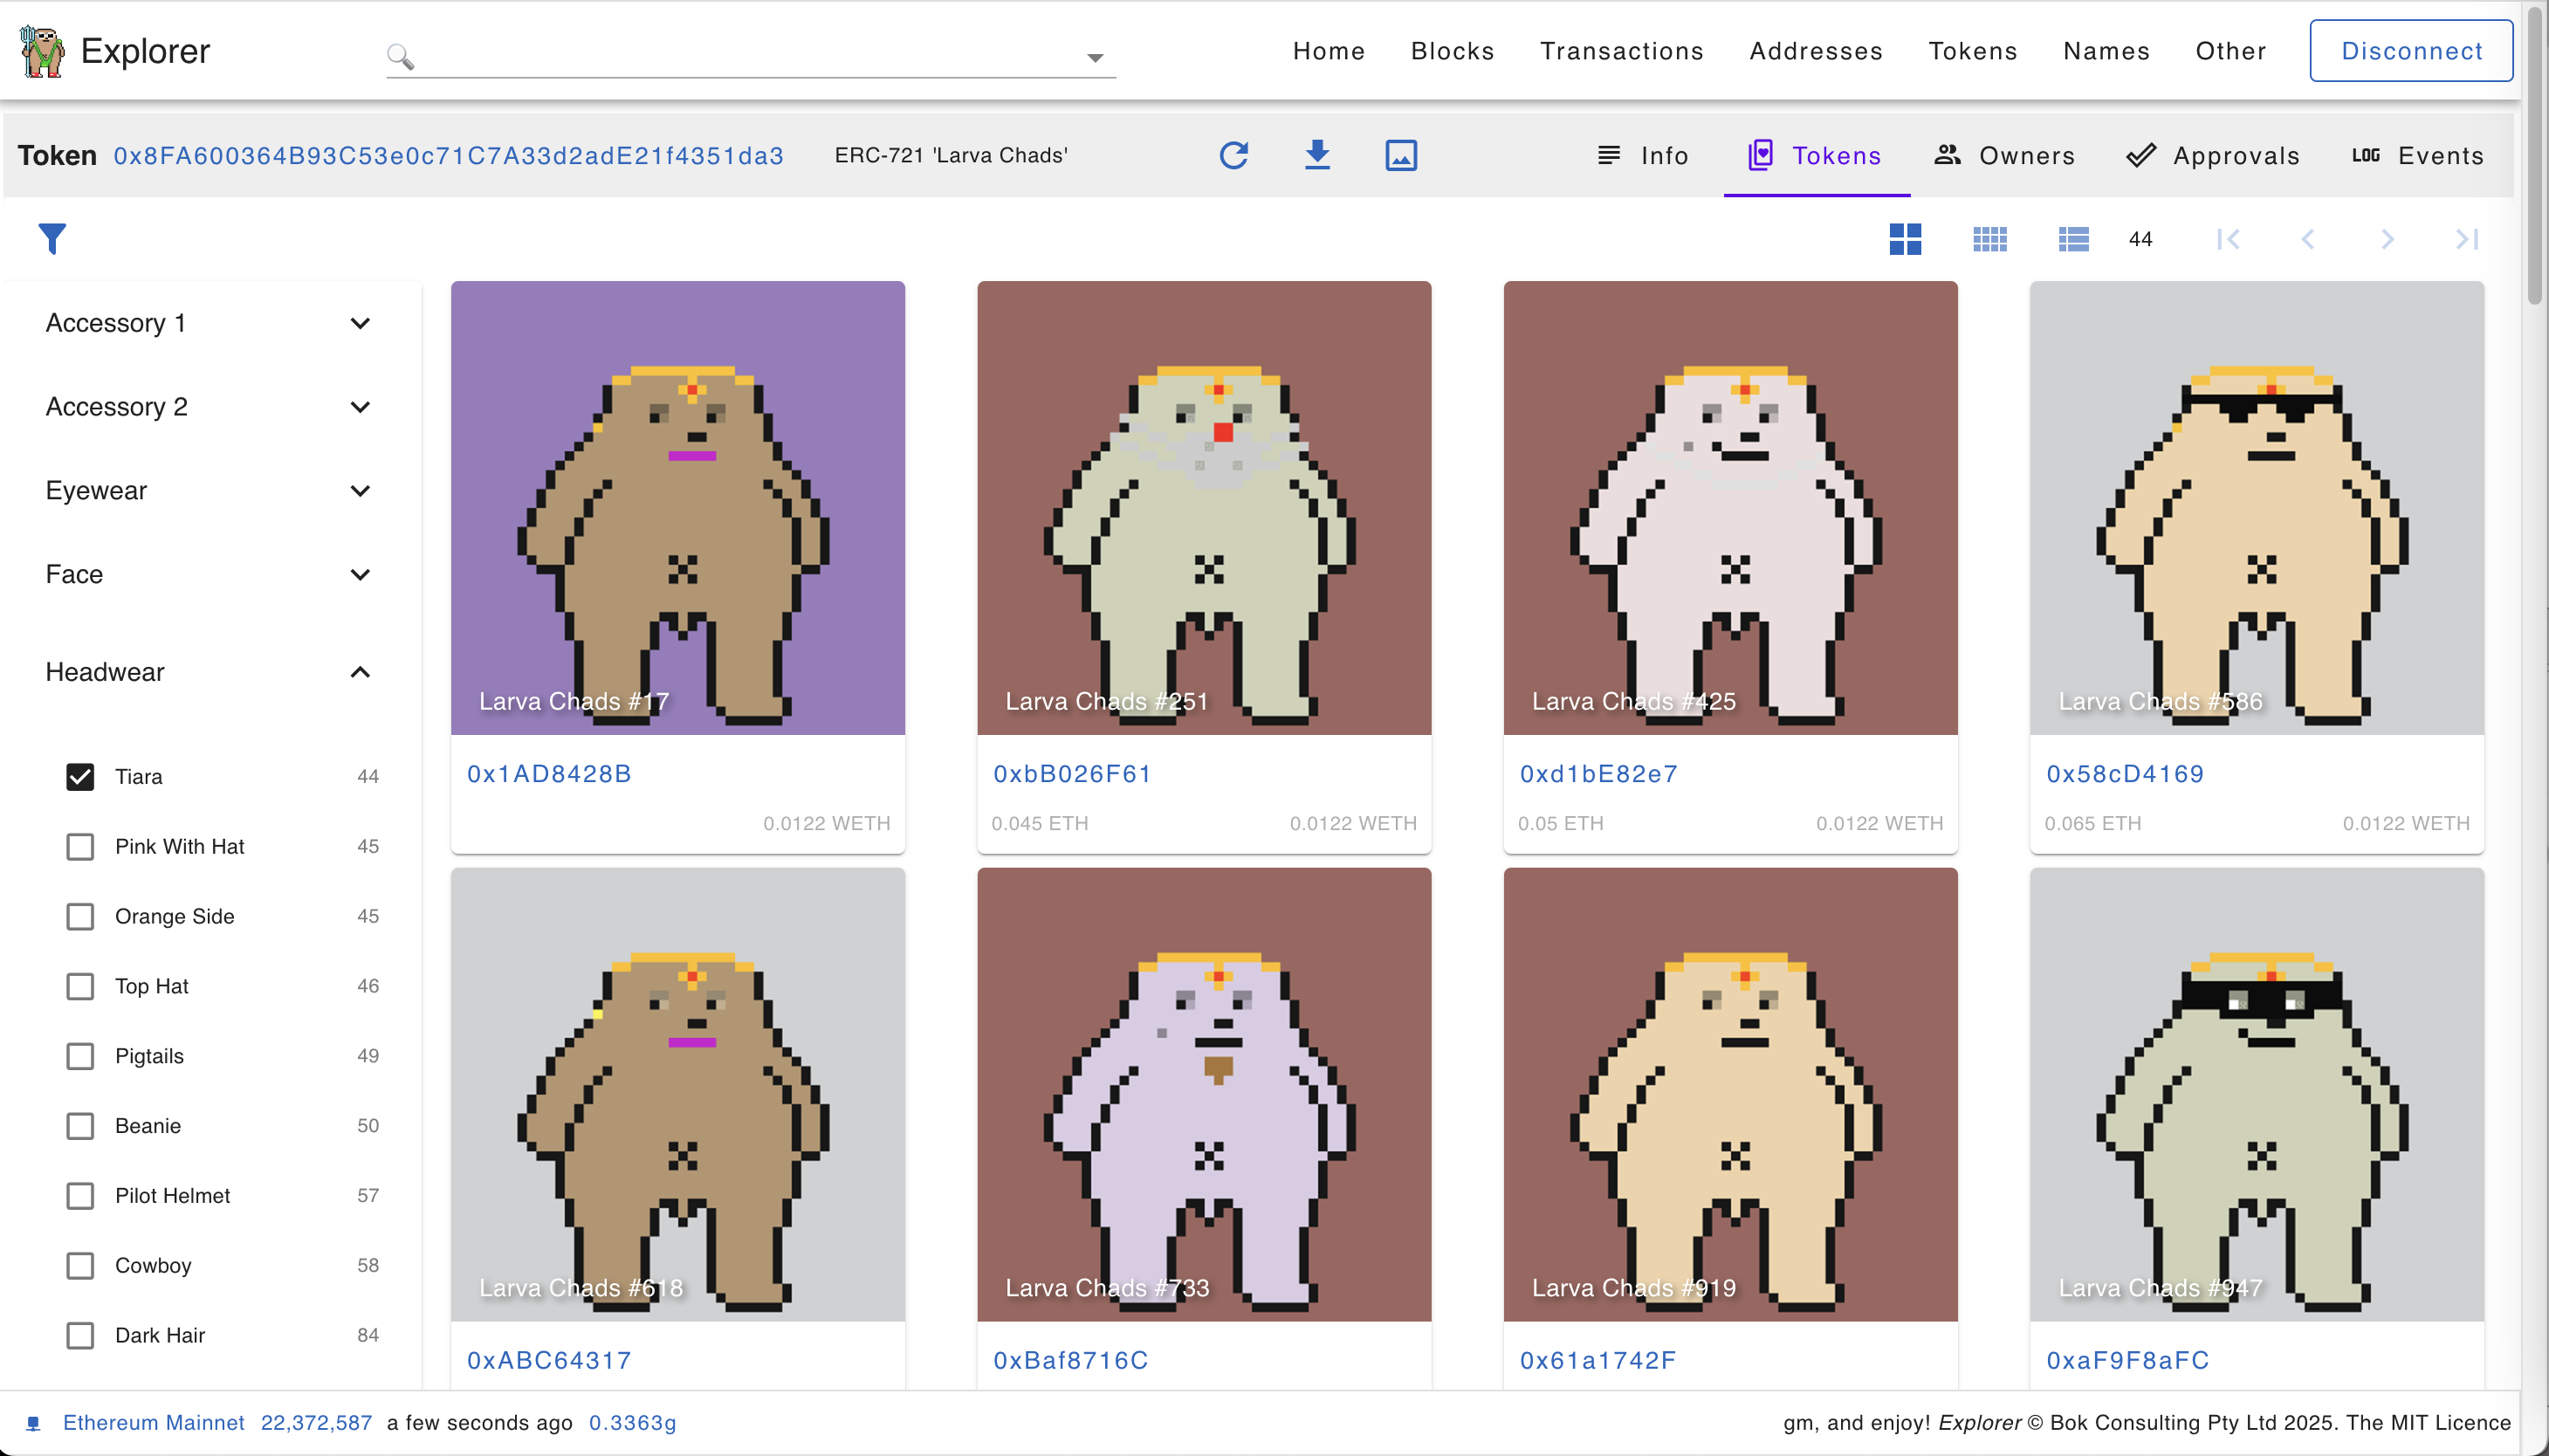 Explorer
Home Blocks Transactions Addresses Tokens Names Other Disconnect
Token 0x8FA600364B93C53e0c71C7A33d2adE21f4351da3 ERC-721 'Larva Chads' Info Tokens Owners Approvals LOG Events
44
Accessory 1
Accessory 2
Eyewear
Face
Headwear
Tiara 44
Pink With Hat 45
Orange Side 45
Top Hat 46
Pigtails 49
Beanie 50
Pilot Helmet 57
Cowboy 58
Dark Hair 84
Larva Chads #17
0x1AD8428B
0.0122 WETH
Larva Chads #251
0xbB026F61
0.045 ETH 0.0122 WETH
Larva Chads #425
0xd1bE82e7
0.05 ETH 0.0122 WETH
Larva Chads #586
0x58cD4169
0.065 ETH 0.0122 WETH
Larva Chads #618
0xABC64317
Larva Chads #733
0xBaf8716C
Larva Chads #919
0x61a1742F
Larva Chads #947
0xaF9F8aFC
Ethereum Mainnet 22,372,587 a few seconds ago 0.3363g
gm, and enjoy! Explorer © Bok Consulting Pty Ltd 2025. The MIT Licence